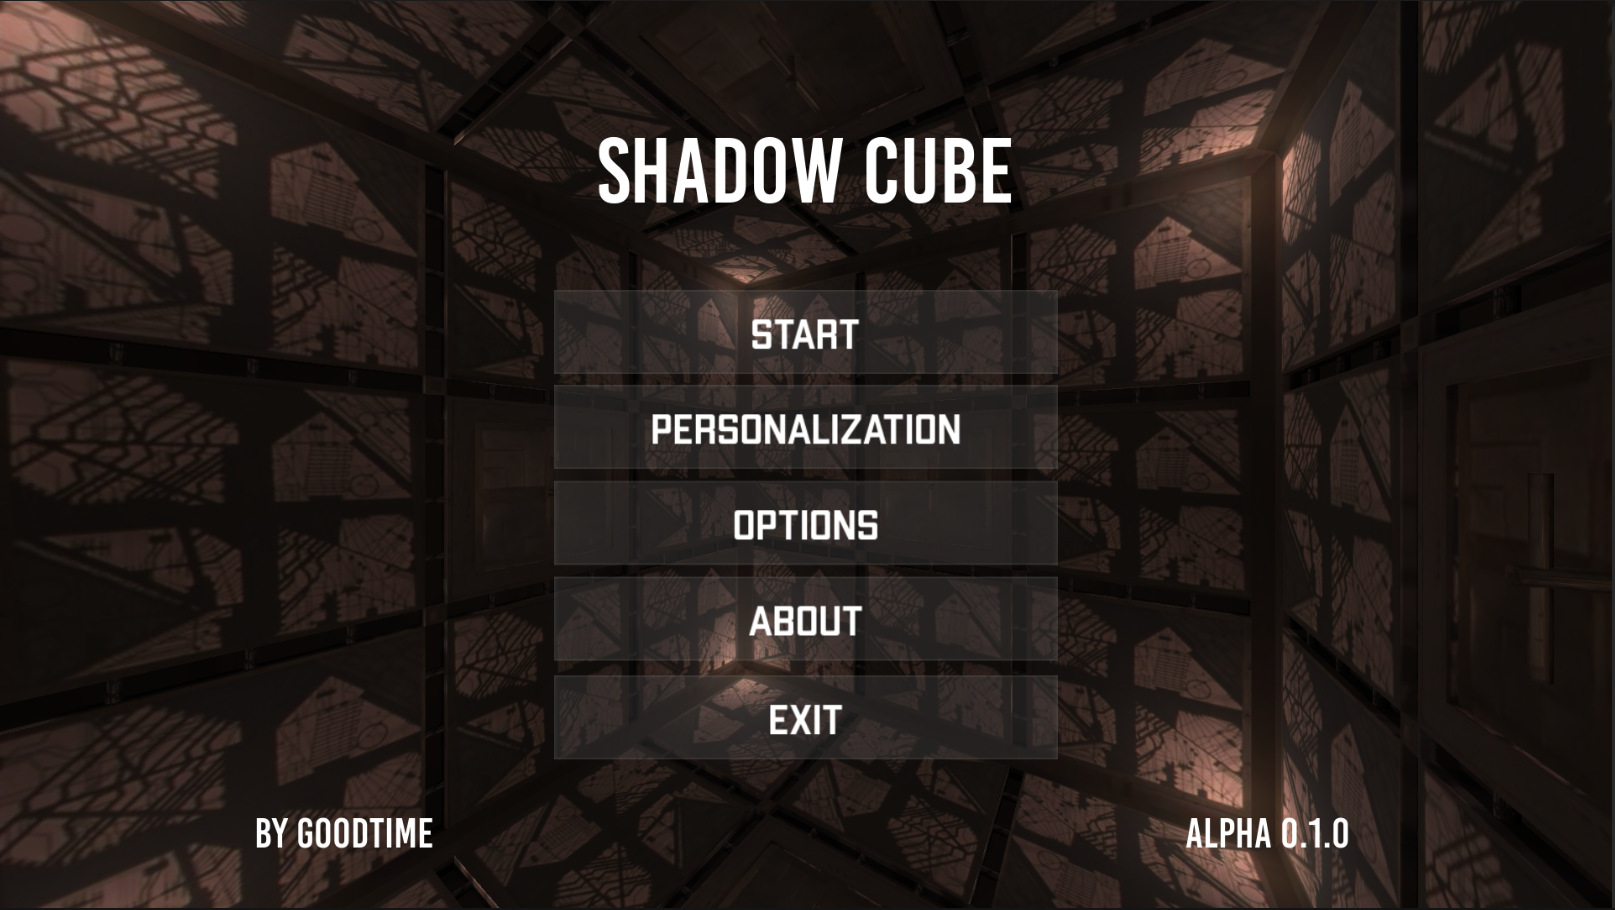 SHADOW CUBE
START
PERSONALIZATION
OPTIONS
ABOUT
EXIT
BY GOODTIME
ALPHA 0.1.0